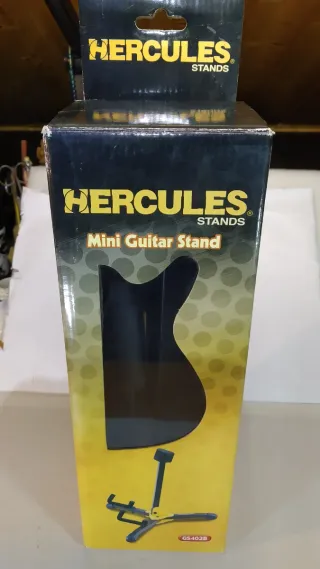 HERCULES®
STANDS
HERCULES®
STANDS
Mini Guitar Stand
GS402B